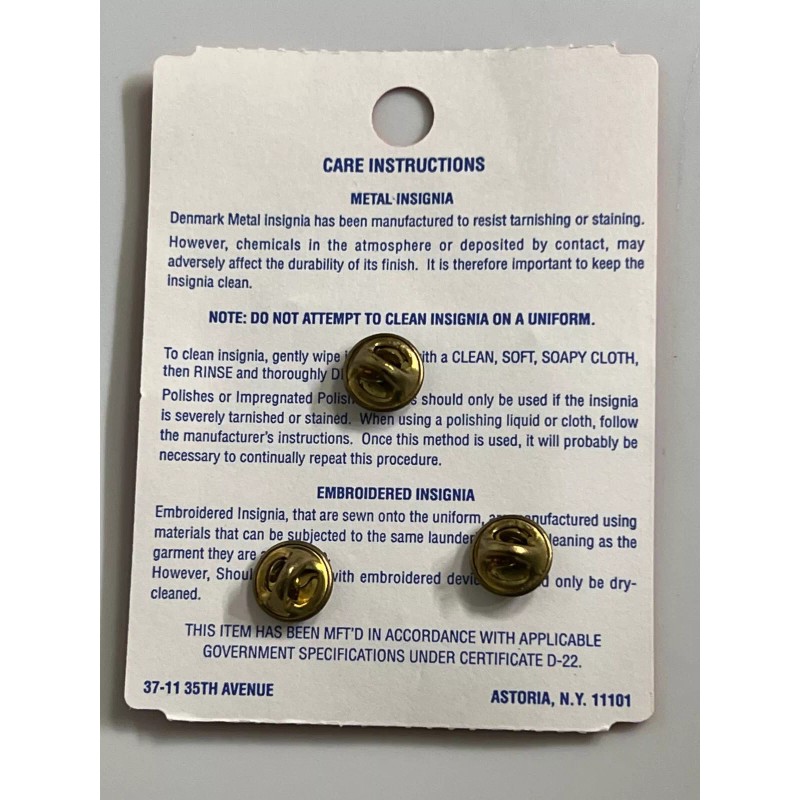 CARE INSTRUCTIONS
METAL INSIGNIA
Denmark Metal insignia has been manufactured to resist tarnishing or staining.
However, chemicals in the atmosphere or deposited by contact, may
adversely affect the durability of its finish. It is therefore important to keep the
insignia clean.
NOTE: DO NOT ATTEMPT TO CLEAN INSIGNIA ON A UNIFORM.
To clean insignia, gently wipe with a CLEAN, SOFT, SOAPY CLOTH,
then RINSE and thoroughly
Polishes or Impregnated should only be used if the insignia
is severely tarnished or stained. When using a polishing liquid or cloth, follow
the manufacturer's instructions. Once this method is used, it will probably be
necessary to continually repeat this procedure.
EMBROIDERED INSIGNIA
Embroidered Insignia, that are sewn onto the uniform, are manufactured using
materials that can be subjected to the same as the
garment they are
However, with embroidered only be dry-
cleaned.
THIS ITEM HAS BEEN MFT'D IN ACCORDANCE WITH APPLICABLE
GOVERNMENT SPECIFICATIONS UNDER CERTIFICATE D-22.
37-11 35TH AVENUE
ASTORIA, N.Y. 11101